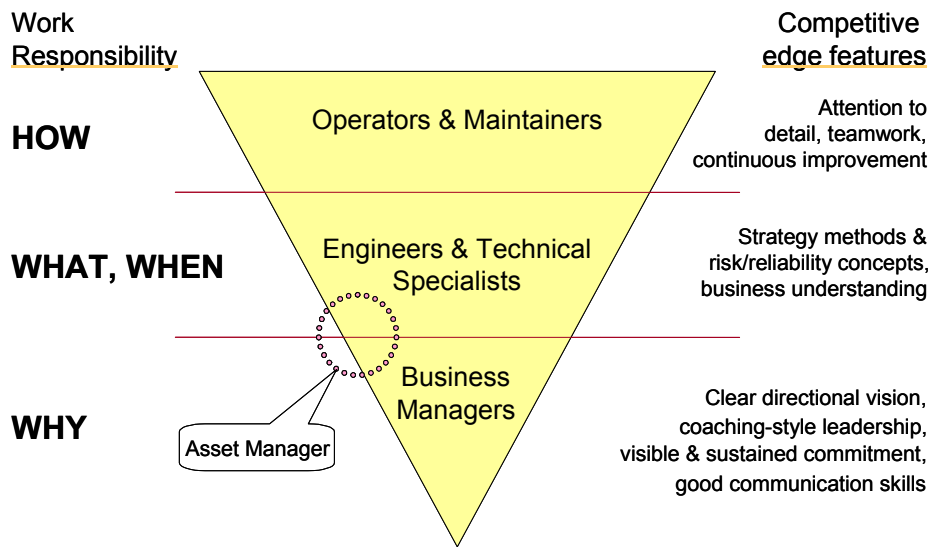 Work
Responsibility
Competitive
edge features
HOW
Operators & Maintainers
Attention to
detail, teamwork,
continuous improvement
WHAT, WHEN
Engineers & Technical
Specialists
Strategy methods &
risk/reliability concepts,
business understanding
WHY
Business
Managers
Asset Manager
Clear directional vision,
coaching-style leadership,
visible & sustained commitment,
good communication skills